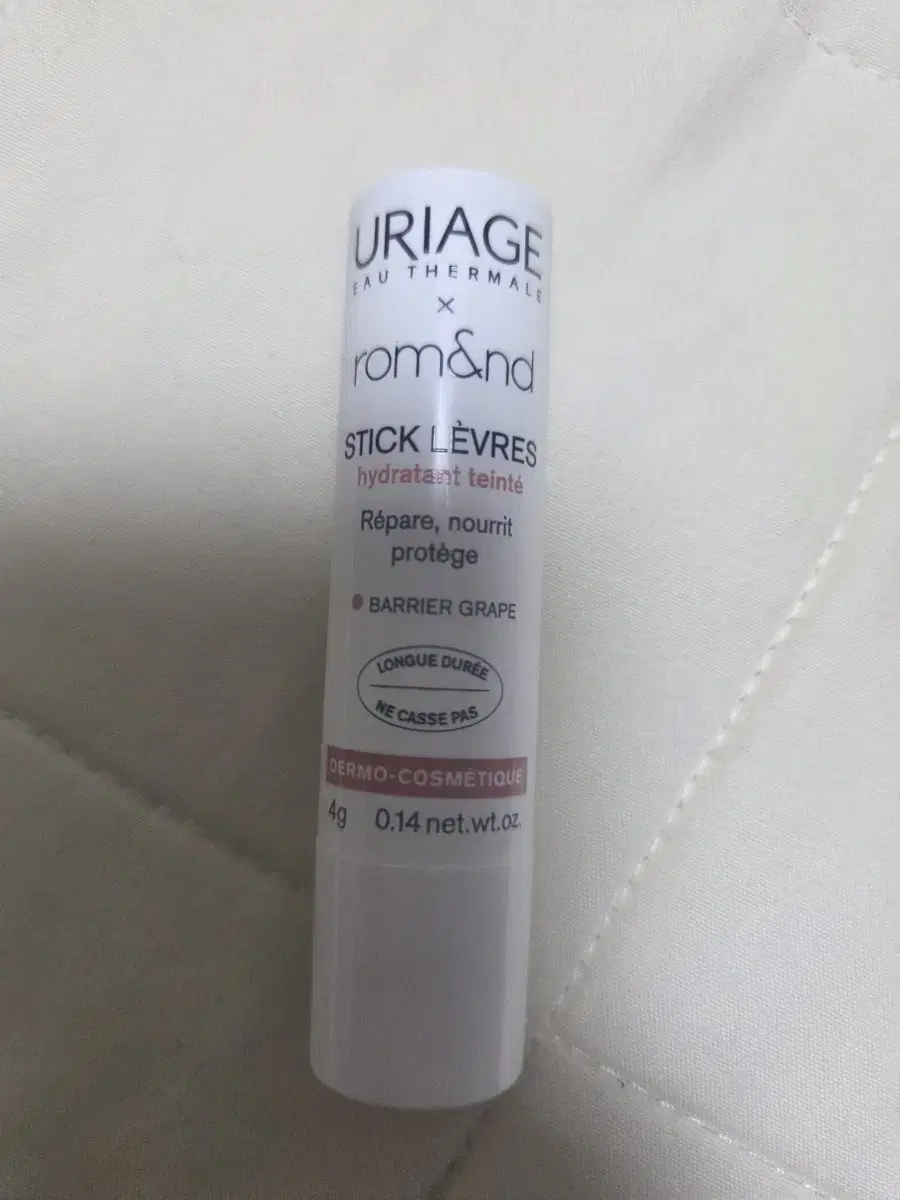 URIAGE
EAU THERMALE
×
rom&nd
STICK LÈVRES
hydratant teinté
Répare, nourrit
protège
BARRIER GRAPE
LONGUE DURÉE
NE CASSE PAS
DERMO-COSMÉTIQUE
4g 0.14 net.wt.oz.